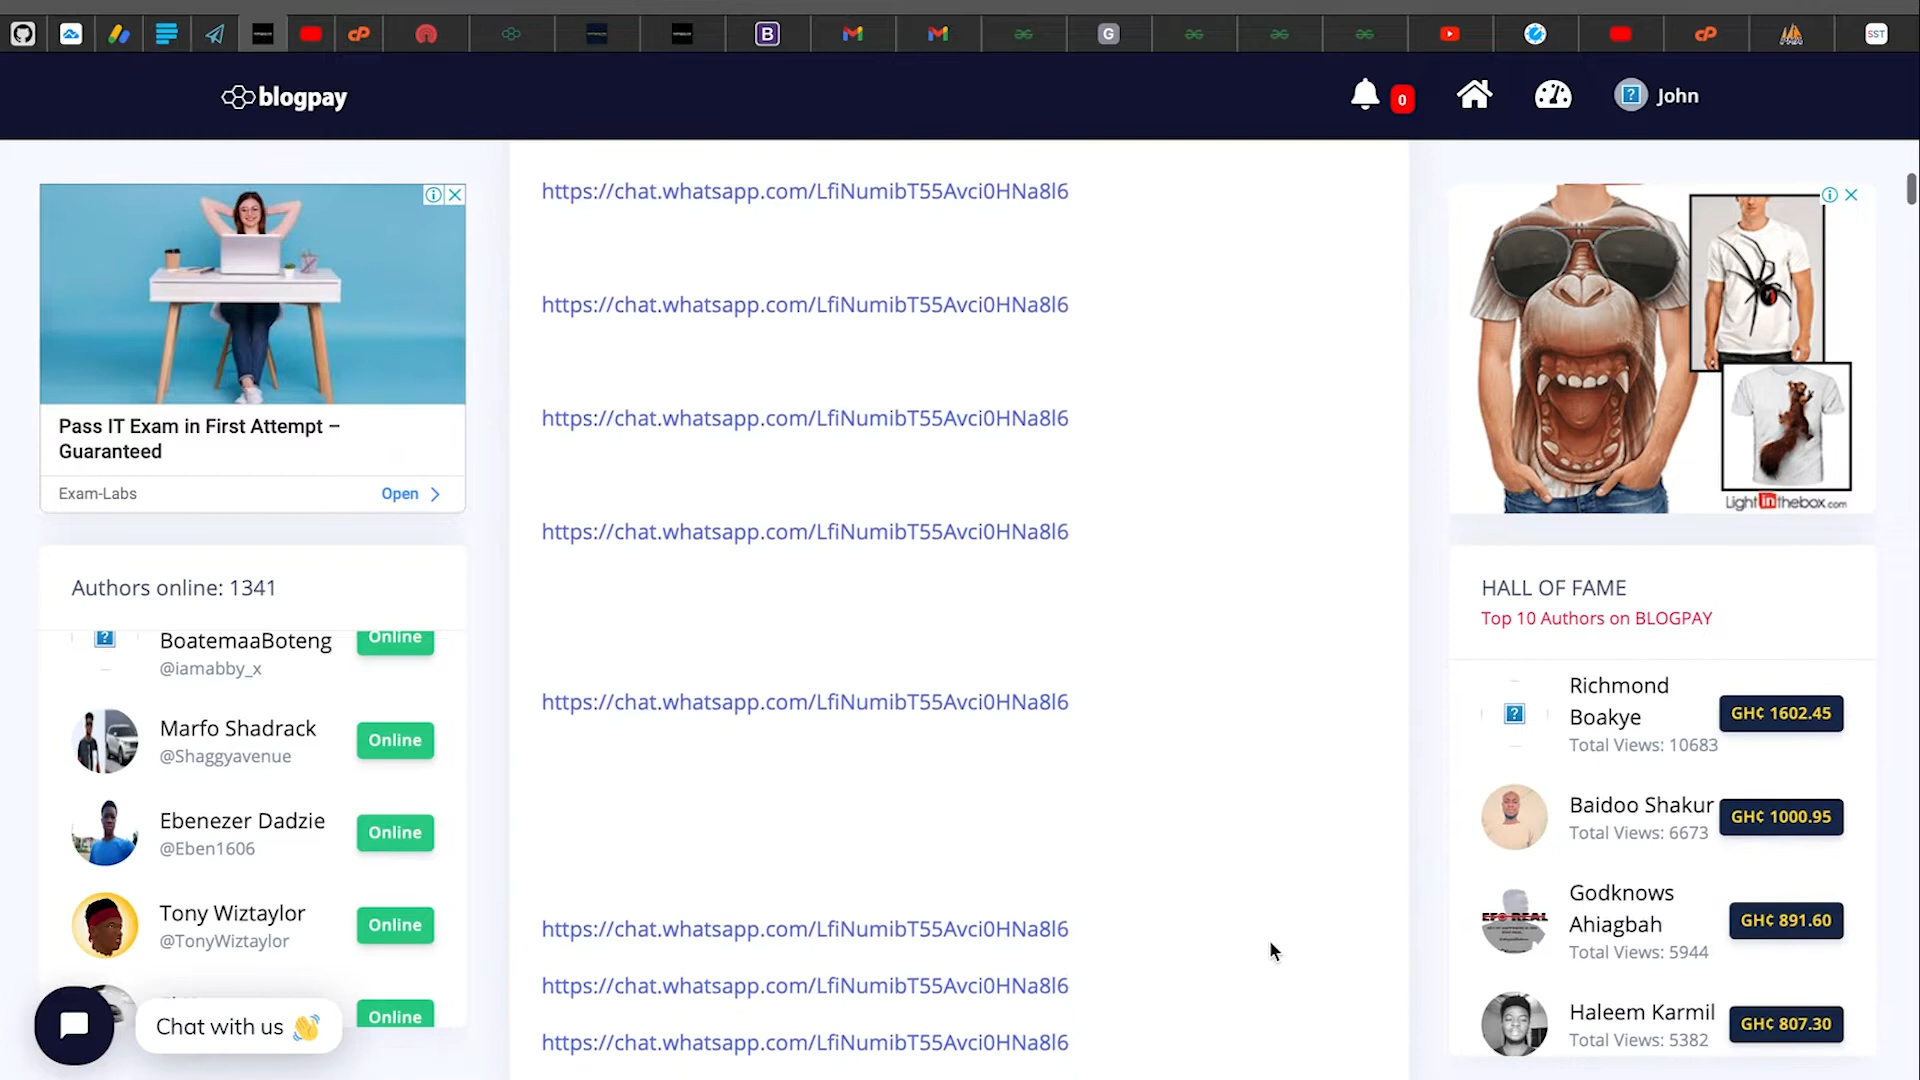 SST
blogpay
0
John
Pass IT Exam in First Attempt –
Guaranteed
Exam-Labs
Open
Authors online: 1341
BoatemaaBoteng
@iamabby_x
Online
Marfo Shadrack
@Shaggyavenue
Online
Ebenezer Dadzie
@Eben1606
Online
Tony Wiztaylor
@TonyWiztaylor
Online
Online
Chat with us
https://chat.whatsapp.com/LfiNumibT55Avci0HNa8l6
https://chat.whatsapp.com/LfiNumibT55Avci0HNa8l6
https://chat.whatsapp.com/LfiNumibT55Avci0HNa8l6
https://chat.whatsapp.com/LfiNumibT55Avci0HNa8l6
https://chat.whatsapp.com/LfiNumibT55Avci0HNa8l6
https://chat.whatsapp.com/LfiNumibT55Avci0HNa8l6
https://chat.whatsapp.com/LfiNumibT55Avci0HNa8l6
https://chat.whatsapp.com/LfiNumibT55Avci0HNa8l6
Lightinthebox.com
HALL OF FAME
Top 10 Authors on BLOGPAY
Richmond
Boakye
Total Views: 10683
GH¢ 1602.45
Baidoo Shakur
Total Views: 6673
GH¢ 1000.95
Godknows
Ahiagbah
Total Views: 5944
GH¢ 891.60
Haleem Karmil
Total Views: 5382
GH¢ 807.30